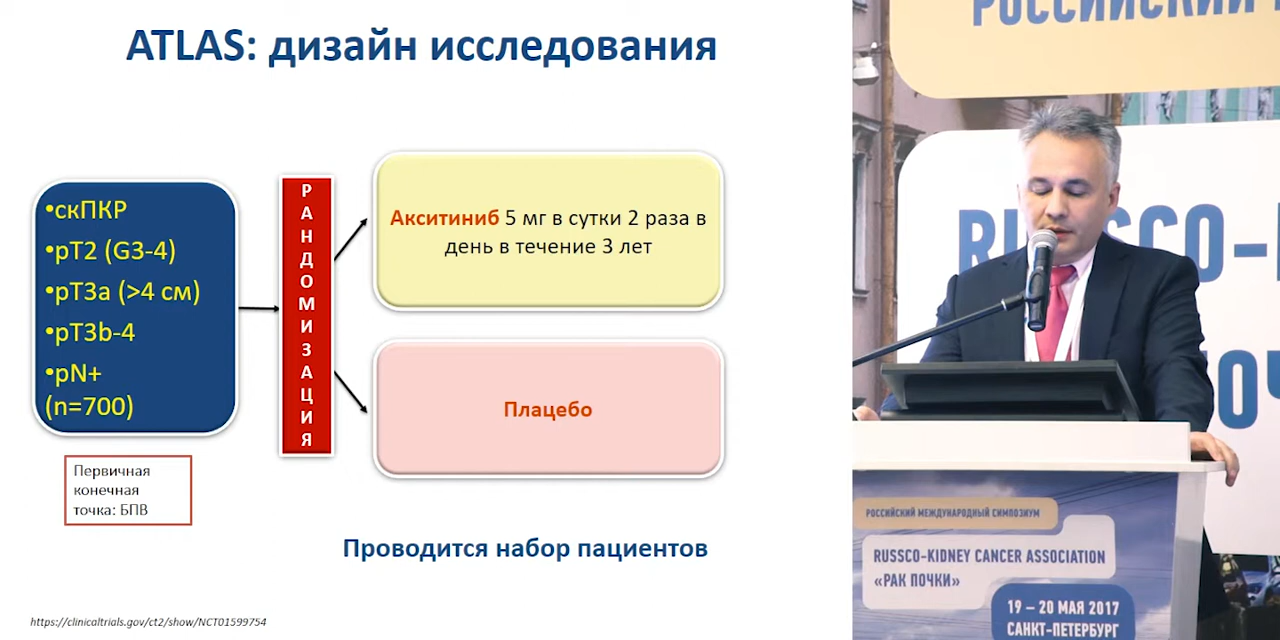 ATLAS: дизайн исследования
•скПКР
•pT2 (G3-4)
•pT3a (>4 см)
•pT3b-4
•pN+
(n=700)
РАНДОМИЗАЦИЯ
Акситиниб 5 мг в сутки 2 раза в
день в течение 3 лет
Плацебо
Первичная
конечная
точка: БПВ
Проводится набор пациентов
https://clinicaltrials.gov/ct2/show/NCT01599754
РОССИЙСКИЙ
RUSSCO-
РОССИЙСКИЙ МЕЖДУНАРОДНЫЙ СИМПОЗИУМ
RUSSCO-KIDNEY CANCER ASSOCIATION
«РАК ПОЧКИ»
19 – 20 МАЯ 2017
САНКТ-ПЕТЕРБУРГ